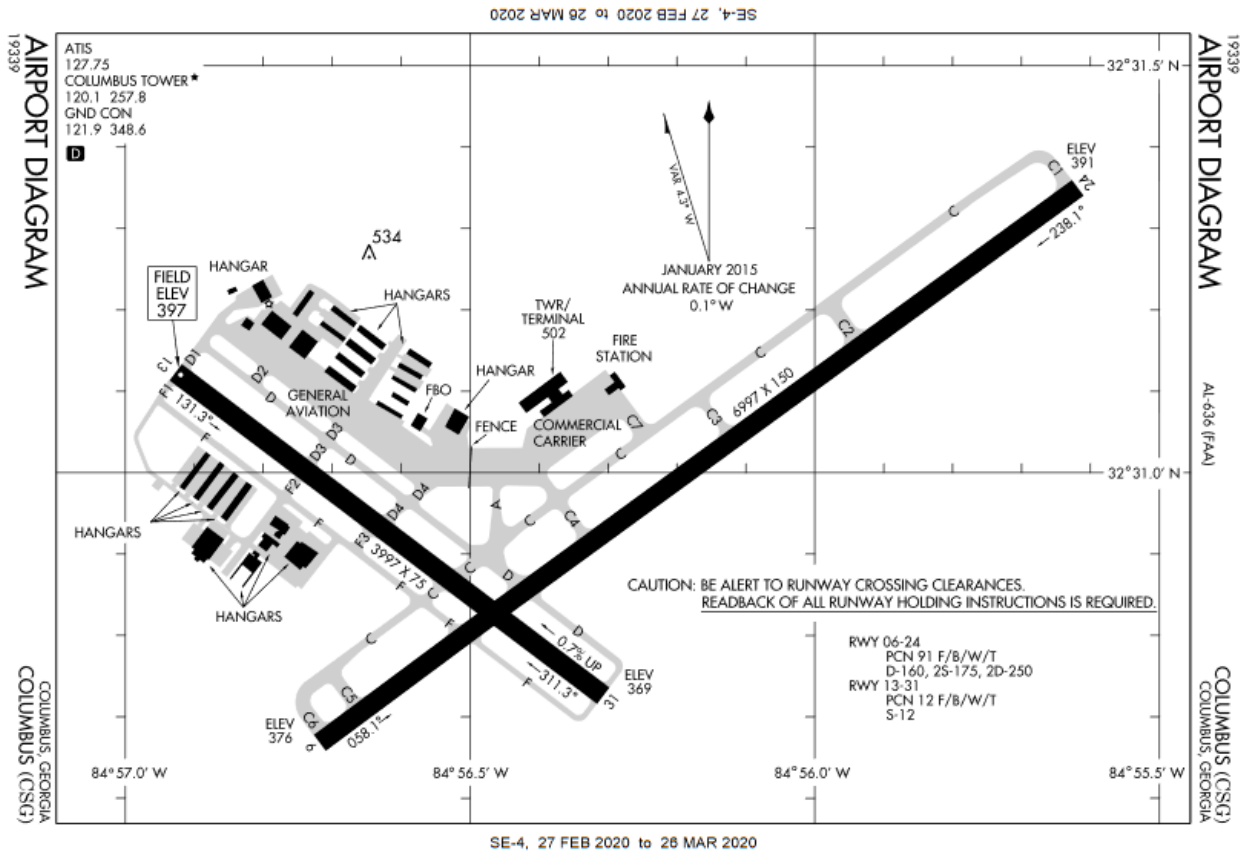 SE-4, 27 FEB 2020 to 26 MAR 2020
19339
AIRPORT DIAGRAM
19339
AIRPORT DIAGRAM
ATIS
127.75
COLUMBUS TOWER★
120.1 257.8
GND CON
121.9 348.6
D
32°31.5' N
VAR 4.3° W
JANUARY 2015
ANNUAL RATE OF CHANGE
0.1° W
ELEV
391
C1
24
238.1°
C
534
HANGAR
FIELD
ELEV
397
HANGARS
TWR/
TERMINAL
502
FIRE
STATION
C2
C
6997 X 150
C3
13
D1
F1
131.3°
D2
D
GENERAL
AVIATION
FBO
HANGAR
FENCE
COMMERCIAL
CARRIER
C7
C
AL-636 (FAA)
32°31.0' N
F
D3
D3
D
F2
F
D4
D4
A
C
C4
HANGARS
F3
3997 X 75
F
C
C
D
HANGARS
CAUTION: BE ALERT TO RUNWAY CROSSING CLEARANCES.
READBACK OF ALL RUNWAY HOLDING INSTRUCTIONS IS REQUIRED.
C
F
D
0.7% UP
311.3°
F
ELEV
369
31
RWY 06-24
PCN 91 F/B/W/T
D-160, 2S-175, 2D-250
RWY 13-31
PCN 12 F/B/W/T
S-12
C5
C6
6
ELEV
376
058.1°
84°57.0' W
84°56.5' W
84°56.0' W
84°55.5' W
COLUMBUS, GEORGIA
COLUMBUS (CSG)
COLUMBUS (CSG)
COLUMBUS, GEORGIA
SE-4, 27 FEB 2020 to 26 MAR 2020